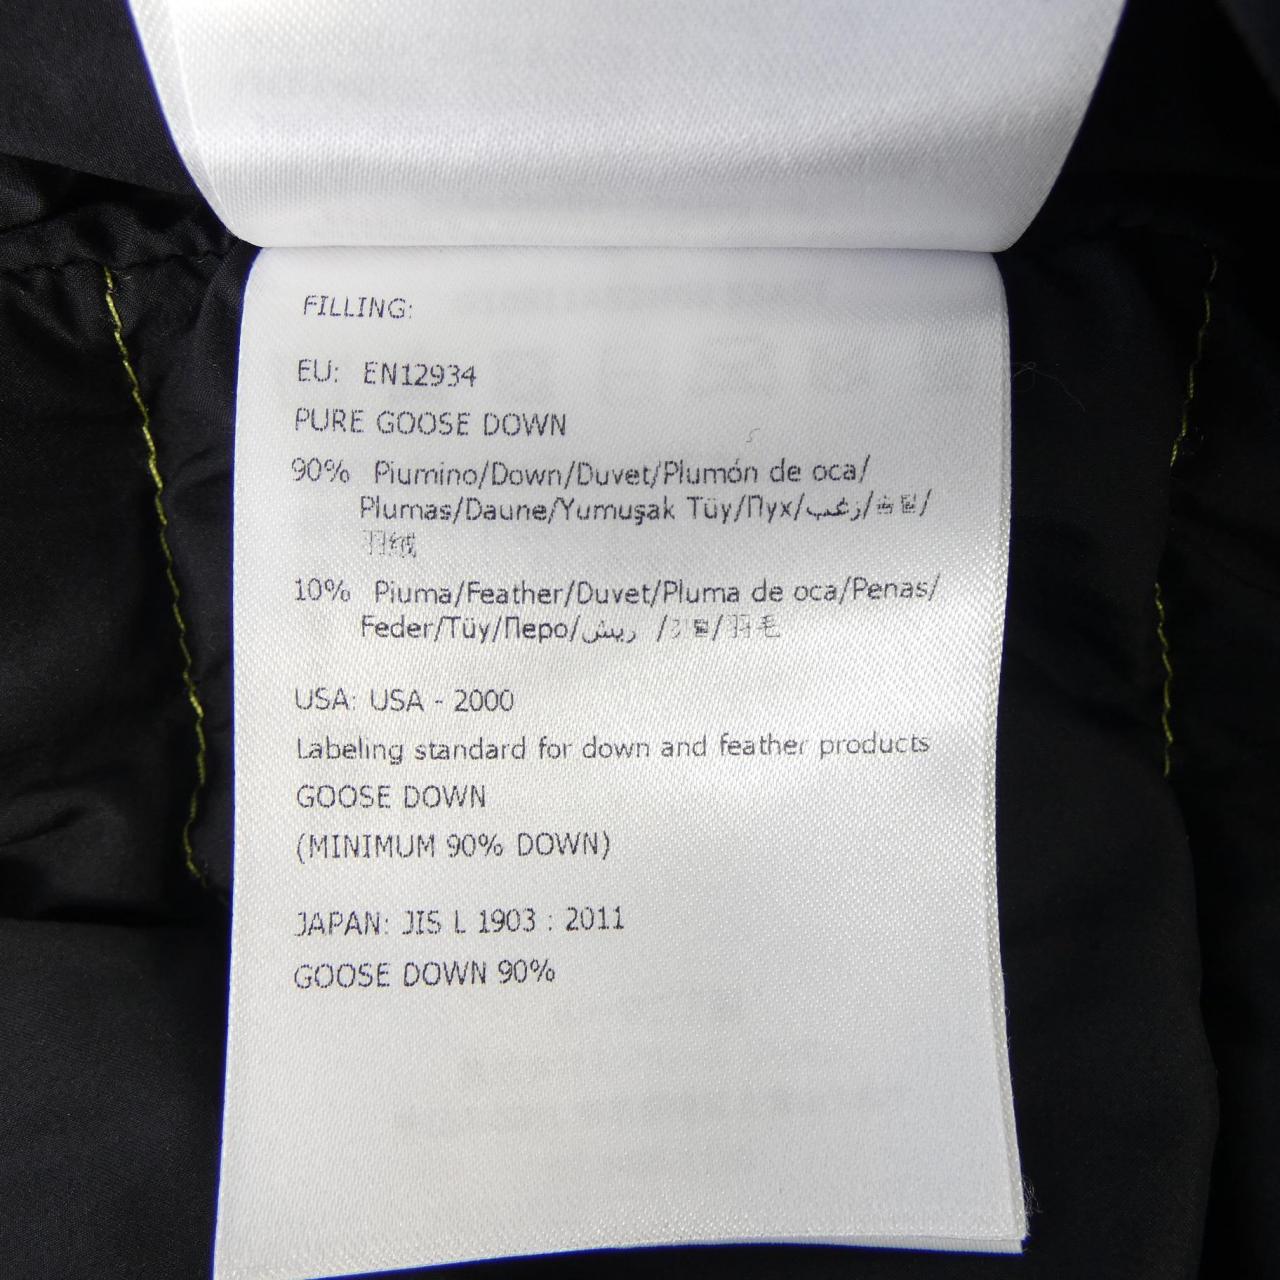 FILLING:
EU: EN12934
PURE GOOSE DOWN
90% Piumino/Down/Duvet/Plumón de oca/
Plumas/Daune/Yumuşak Tüy/Пух/زغب/솜털/
羽绒
10% Piuma/Feather/Duvet/Pluma de oca/Penas/
Feder/Tüy/Перо/ريش /깃털/羽毛
USA: USA - 2000
Labeling standard for down and feather products
GOOSE DOWN
(MINIMUM 90% DOWN)
JAPAN: JIS L 1903 : 2011
GOOSE DOWN 90%